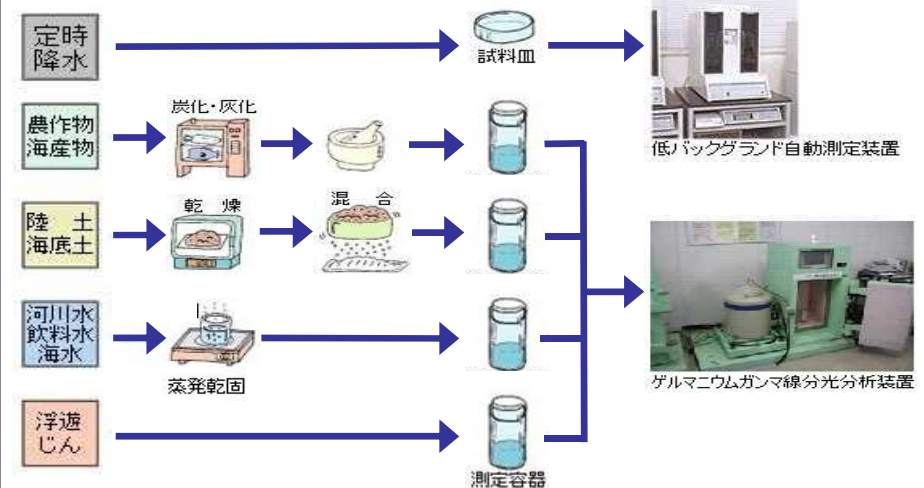 定時
降水
試料皿
低バックグランド自動測定装置
農作物
海産物
炭化・灰化
陸 土
海底土
乾 燥
混 合
河川水
飲料水
海水
蒸発乾固
ゲルマニウムガンマ線分光分析装置
浮遊
じん
測定容器